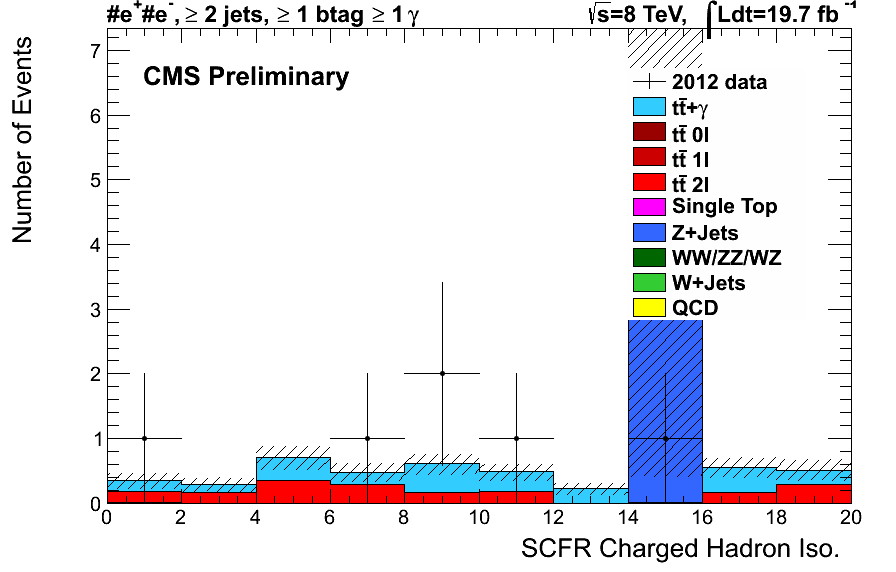 #e⁺#e⁻, ≥ 2 jets, ≥ 1 btag ≥ 1 γ √s=8 TeV, ∫Ldt=19.7 fb⁻¹
CMS Preliminary
2012 data
tt̄+γ
tt̄ 0l
tt̄ 1l
tt̄ 2l
Single Top
Z+Jets
WW/ZZ/WZ
W+Jets
QCD
Number of Events
7
6
5
4
3
2
1
0
0 2 4 6 8 10 12 14 16 18 20
SCFR Charged Hadron Iso.